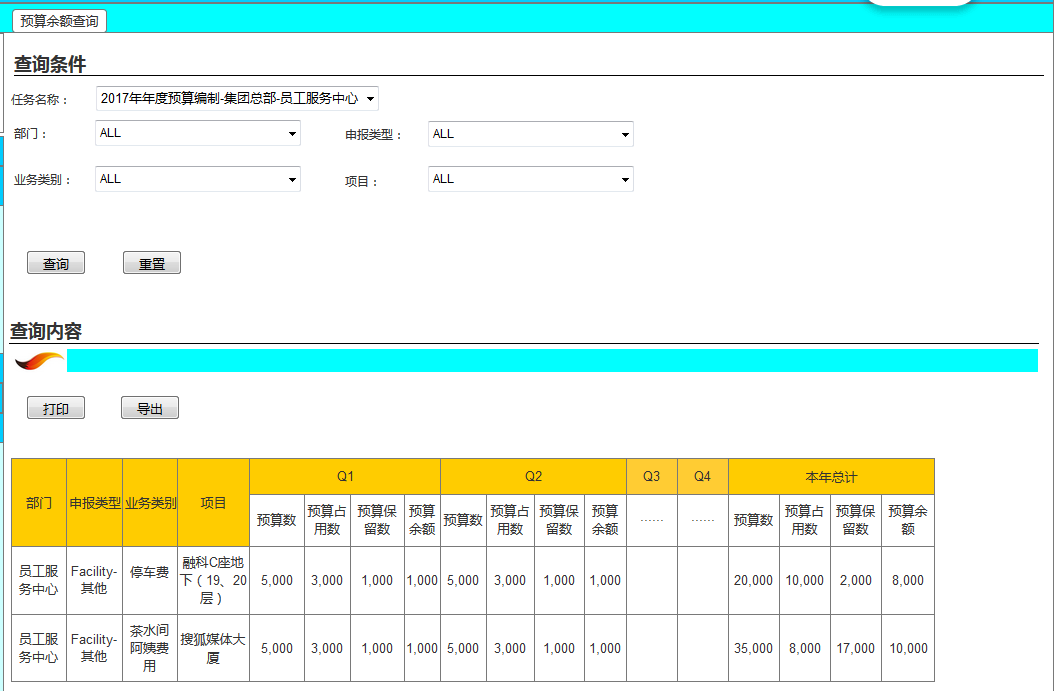 预算余额查询
查询条件
任务名称： 2017年年度预算编制-集团总部-员工服务中心
部门： ALL 申报类型： ALL
业务类别： ALL 项目： ALL
查询 重置
查询内容
打印 导出
部门 申报类型 业务类别 项目 Q1 Q2 Q3 Q4 本年总计
预算数 预算占用数 预算保留数 预算余额 预算数 预算占用数 预算保留数 预算余额 …… …… 预算数 预算占用数 预算保留数 预算余额
员工服务中心 Facility-其他 停车费 融科C座地下（19、20层） 5,000 3,000 1,000 1,000 5,000 3,000 1,000 1,000 20,000 10,000 2,000 8,000
员工服务中心 Facility-其他 茶水间阿姨费用 搜狐媒体大厦 5,000 3,000 1,000 1,000 5,000 3,000 1,000 1,000 35,000 8,000 17,000 10,000